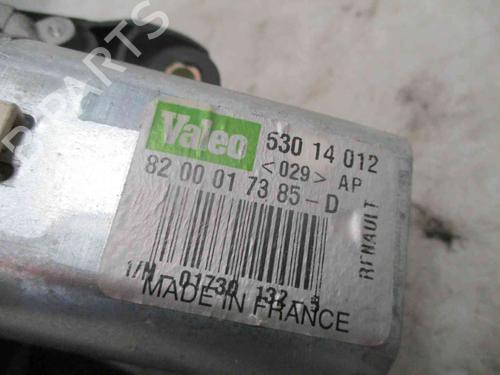 Valeo
530 14 012
<029> AP
82 00 01 73 85-D
RENAULT
MADE IN FRANCE